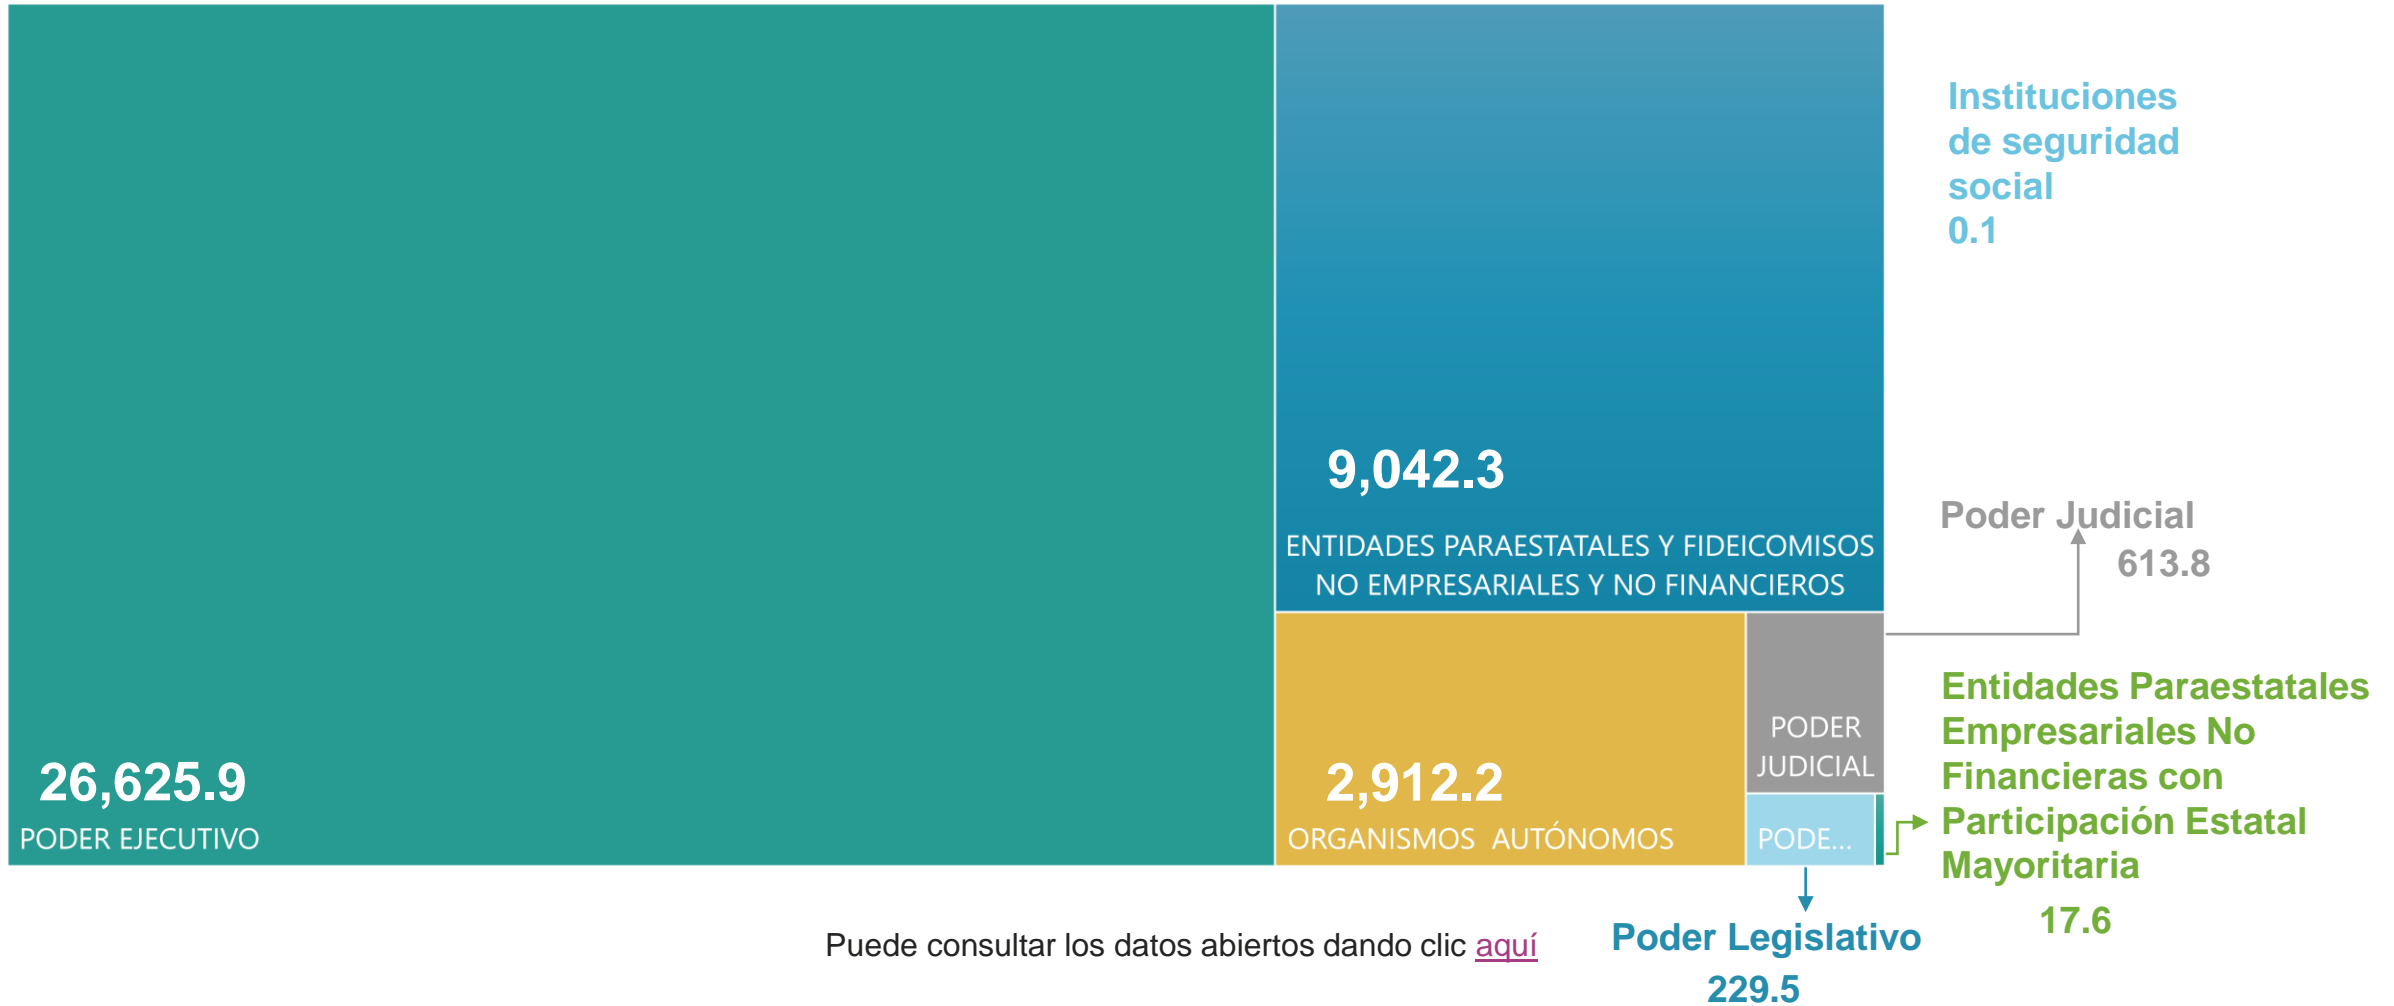 26,625.9
PODER EJECUTIVO
9,042.3
ENTIDADES PARAESTATALES Y FIDEICOMISOS
NO EMPRESARIALES Y NO FINANCIEROS
2,912.2
ORGANISMOS AUTÓNOMOS
PODER
JUDICIAL
PODE...
Instituciones
de seguridad
social
0.1
Poder Judicial
613.8
Entidades Paraestatales
Empresariales No
Financieras con
Participación Estatal
Mayoritaria
17.6
Poder Legislativo
229.5
Puede consultar los datos abiertos dando clic aquí